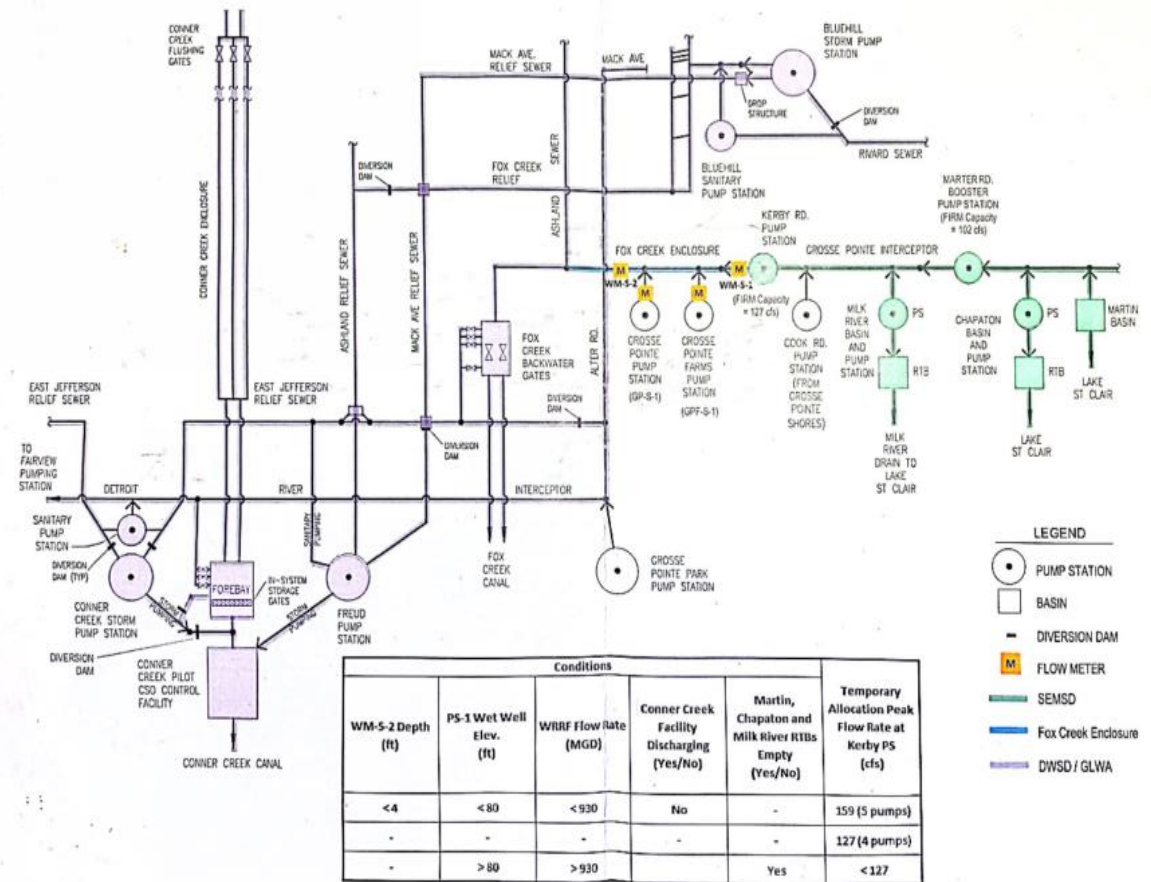 CONNER
CREEK
FLUSHING
GATES
CONNER CREEK ENCLOSURE
MACK AVE.
RELIEF SEWER
MACK AVE
BLUEHILL
STORM PUMP
STATION
DROP
STRUCTURE
DIVERSION
DAM
RIVARD SEWER
BLUEHILL
SANITARY
PUMP STATION
DIVERSION
DAM
FOX CREEK
RELIEF
ASHLAND SEWER
ASHLAND RELIEF SEWER
MACK AVE RELIEF SEWER
ALTER RD.
MARTER RD.
BOOSTER
PUMP STATION
(FIRM Capacity
= 102 cfs)
KERBY RD.
PUMP
STATION
FOX CREEK ENCLOSURE
GROSSE POINTE INTERCEPTOR
M
WM-S-2
M
WM-S-1
M
M
(FIRM Capacity
= 127 cfs)
GROSSE
POINTE
PUMP
STATION
(GP-S-1)
GROSSE
POINTE
FARMS
PUMP
STATION
(GPF-S-1)
COOK RD.
PUMP
STATION
(FROM
GROSSE
POINTE
SHORES)
MILK
RIVER
BASIN
AND
PUMP
STATION
PS
RTB
MILK
RIVER
DRAIN TO
LAKE
ST CLAIR
CHAPATON
BASIN
AND
PUMP
STATION
PS
RTB
LAKE
ST CLAIR
MARTIN
BASIN
LAKE
ST CLAIR
FOX
CREEK
BACKWATER
GATES
DIVERSION
DAM
EAST JEFFERSON
RELIEF SEWER
EAST JEFFERSON
RELIEF SEWER
DIVERSION
DAM
TO
FAIRVIEW
PUMPING
STATION
DETROIT RIVER INTERCEPTOR
SANITARY
PUMP
STATION
DIVERSION
DAM (TYP)
SANITARY
PUMPING
FOREBAY
IN-SYSTEM
STORAGE
GATES
CONNER
CREEK STORM
PUMP STATION
STORM
PUMPING
STORM
PUMPING
FREUD
PUMP
STATION
FOX
CREEK
CANAL
GROSSE
POINTE PARK
PUMP STATION
DIVERSION
DAM
CONNER
CREEK PILOT
CSO CONTROL
FACILITY
CONNER CREEK CANAL
LEGEND
PUMP STATION
BASIN
DIVERSION DAM
M FLOW METER
SEMSD
Fox Creek Enclosure
DWSD / GLWA
Conditions
WM-S-2 Depth
(ft)
PS-1 Wet Well
Elev.
(ft)
WRRF Flow Rate
(MGD)
Conner Creek
Facility
Discharging
(Yes/No)
Martin,
Chapaton and
Milk River RTBs
Empty
(Yes/No)
Temporary
Allocation Peak
Flow Rate at
Kerby PS
(cfs)
<4 <80 <930 No - 159 (5 pumps)
- - - - - 127 (4 pumps)
- >80 >930 Yes <127